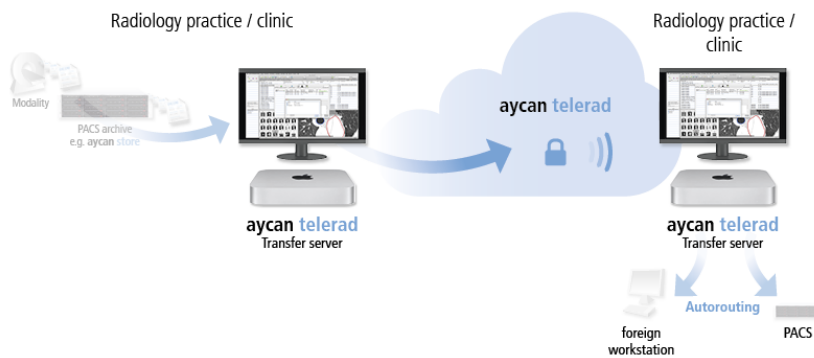 Radiology practice / clinic
Radiology practice /
clinic
Modality
PACS archive
e.g. aycan store
aycan telerad
aycan telerad
Transfer server
aycan telerad
Transfer server
Autorouting
foreign
workstation
PACS